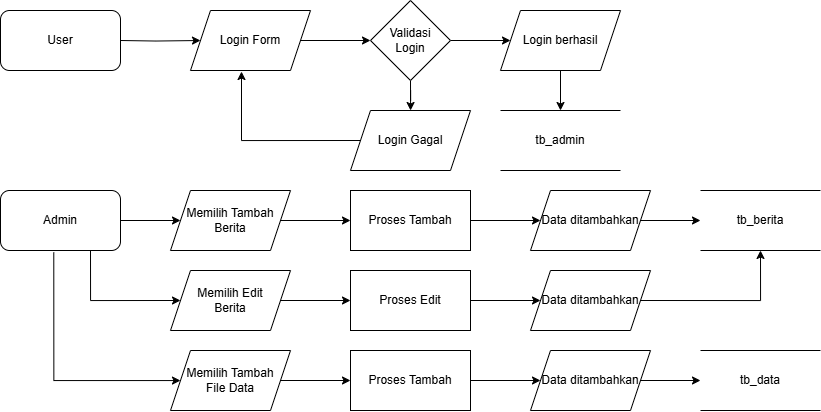 User
Login Form
Validasi
Login
Login berhasil
Login Gagal
tb_admin
Admin
Memilih Tambah
Berita
Proses Tambah
Data ditambahkan
tb_berita
Memilih Edit
Berita
Proses Edit
Data ditambahkan
Memilih Tambah
File Data
Proses Tambah
Data ditambahkan
tb_data